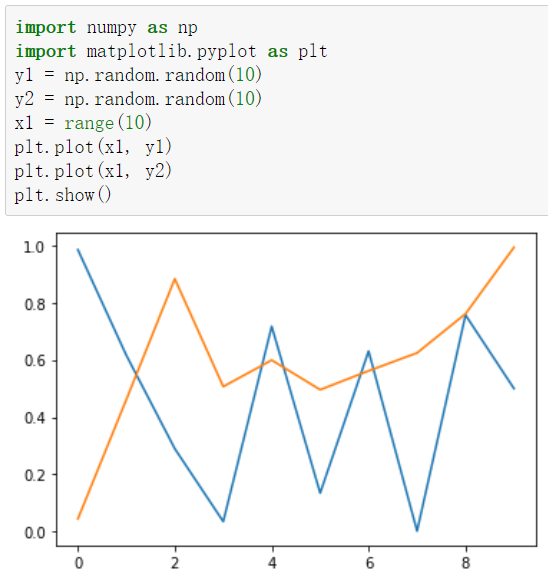 import numpy as np
import matplotlib.pyplot as plt
y1 = np.random.random(10)
y2 = np.random.random(10)
x1 = range(10)
plt.plot(x1, y1)
plt.plot(x1, y2)
plt.show()
1.0
0.8
0.6
0.4
0.2
0.0
0 2 4 6 8